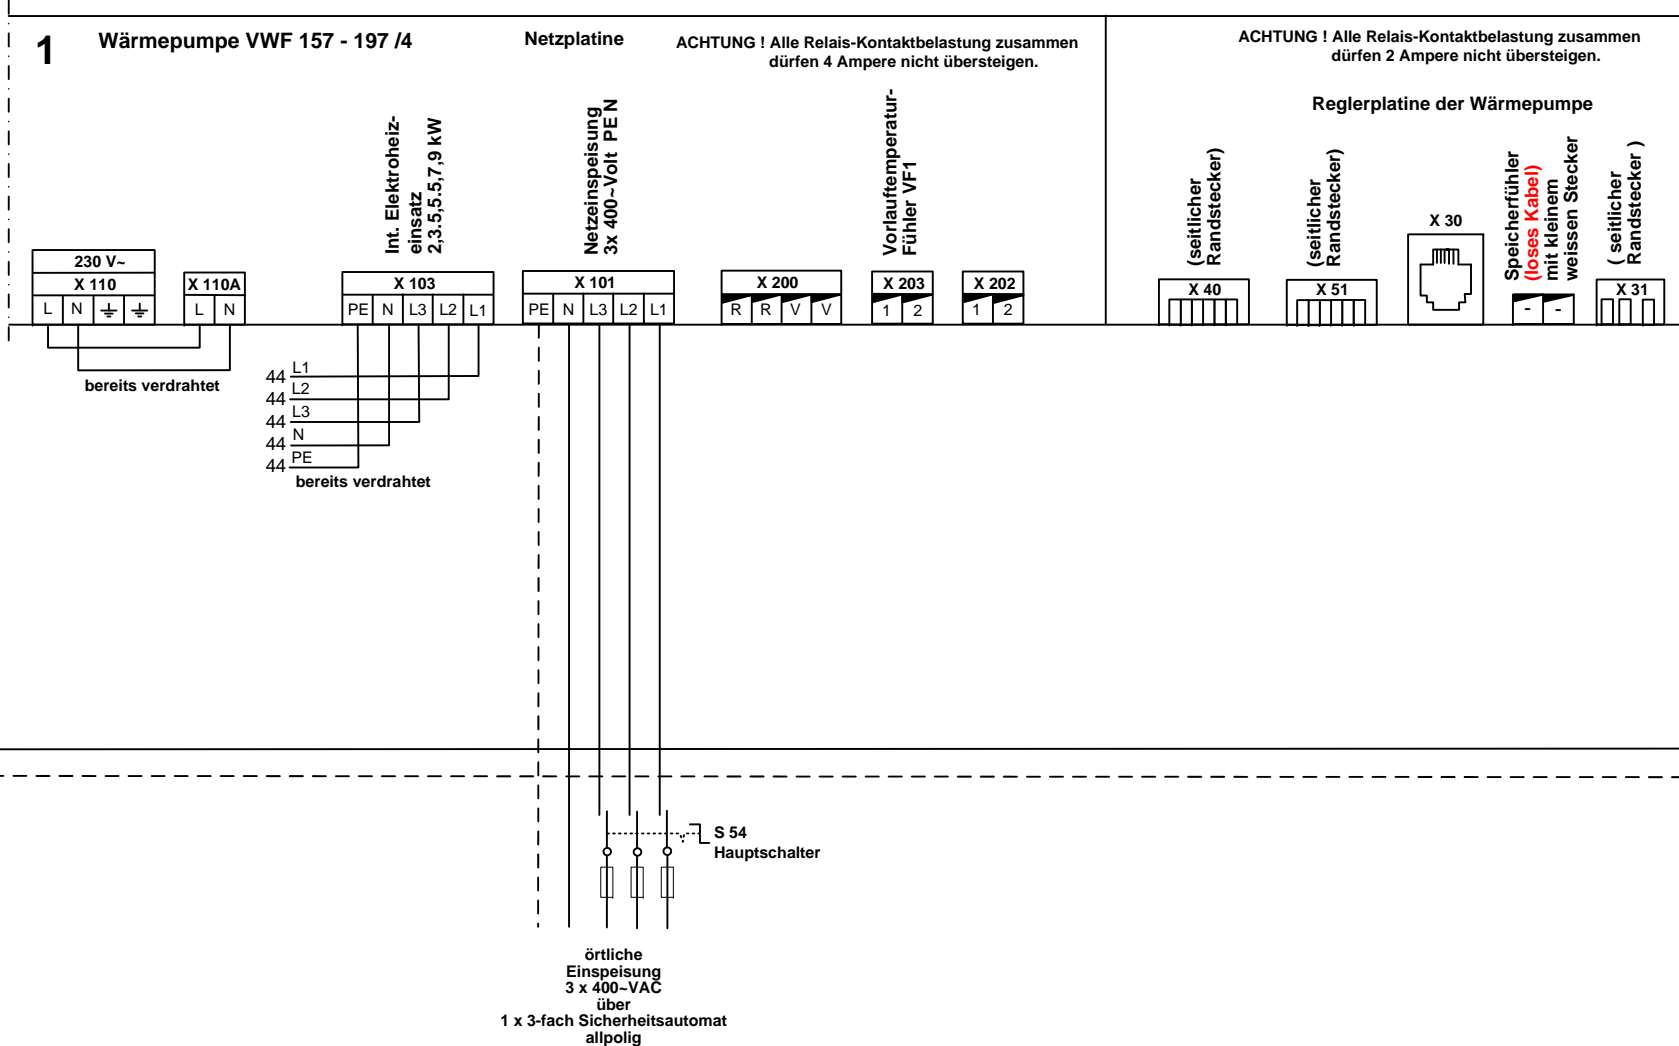 1
Wärmepumpe VWF 157 - 197 /4
Netzplatine
ACHTUNG ! Alle Relais-Kontaktbelastung zusammen
dürfen 4 Ampere nicht übersteigen.
ACHTUNG ! Alle Relais-Kontaktbelastung zusammen
dürfen 2 Ampere nicht übersteigen.
Reglerplatine der Wärmepumpe
Int. Elektroheiz-
einsatz
2,3.5,5.5,7,9 kW
Netzeinspeisung
3x 400~Volt PE N
Vorlauftemperatur-
Fühler VF1
(seitlicher
Randstecker)
(seitlicher
Randstecker)
Speicherfühler
(loses Kabel)
mit kleinem
weissen Stecker
( seitlicher
Randstecker )
230 V~
X 110
L N
X 110A
L N
X 103
PE N L3 L2 L1
X 101
PE N L3 L2 L1
X 200
R R V V
X 203
1 2
X 202
1 2
X 40
X 51
X 30
- -
X 31
bereits verdrahtet
44 L1
44 L2
44 L3
44 N
44 PE
bereits verdrahtet
S 54
Hauptschalter
örtliche
Einspeisung
3 x 400~VAC
über
1 x 3-fach Sicherheitsautomat
allpolig